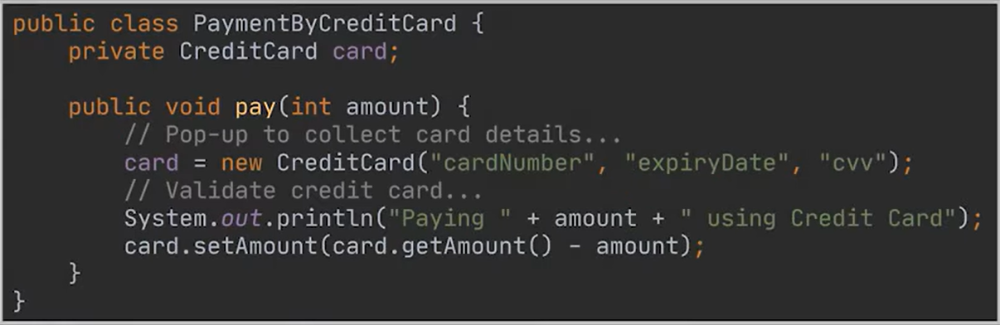 public class PaymentByCreditCard {
    private CreditCard card;

    public void pay(int amount) {
        // Pop-up to collect card details...
        card = new CreditCard("cardNumber", "expiryDate", "cvv");
        // Validate credit card...
        System.out.println("Paying " + amount + " using Credit Card");
        card.setAmount(card.getAmount() - amount);
    }
}